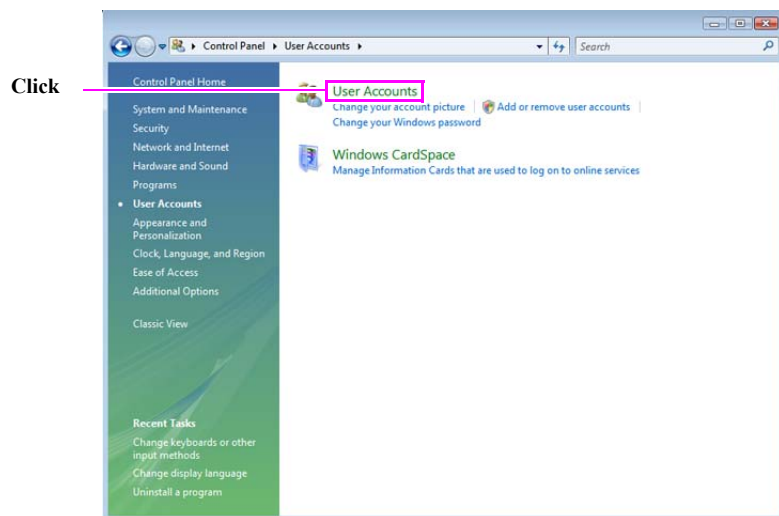 Control Panel
User Accounts
Search
Click
Control Panel Home
System and Maintenance
Security
Network and Internet
Hardware and Sound
Programs
User Accounts
Appearance and
Personalization
Clock, Language, and Region
Ease of Access
Additional Options
Classic View
Recent Tasks
Change keyboards or other
input methods
Change display language
Uninstall a program
User Accounts
Change your account picture
Add or remove user accounts
Change your Windows password
Windows CardSpace
Manage Information Cards that are used to log on to online services